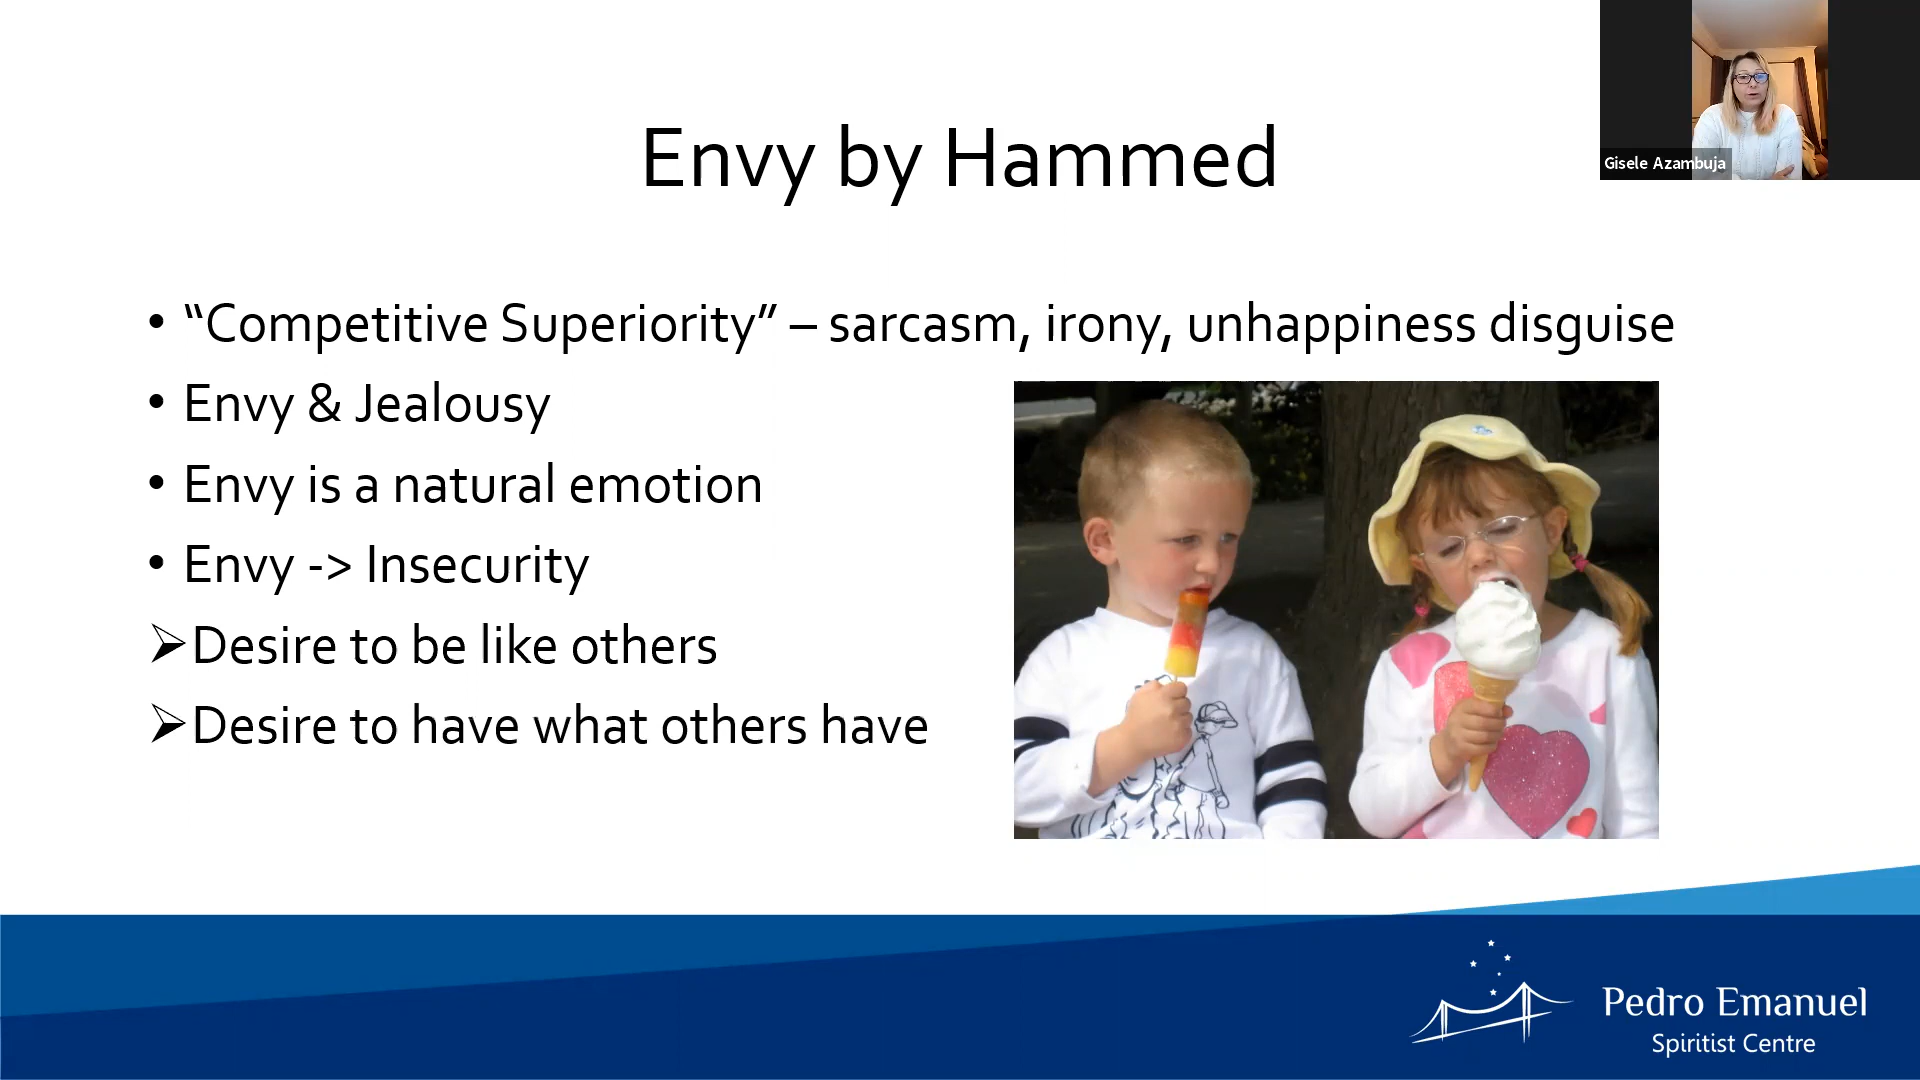 Gisele Azambuja
Envy by Hammed
• “Competitive Superiority” – sarcasm, irony, unhappiness disguise
• Envy & Jealousy
• Envy is a natural emotion
• Envy -> Insecurity
➢Desire to be like others
➢Desire to have what others have
Pedro Emanuel
Spiritist Centre